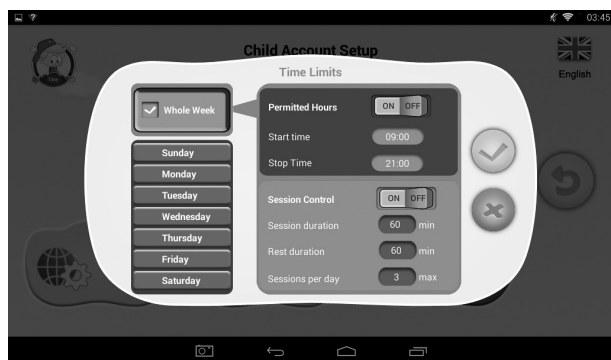 03:45
Child Account Setup
English
Time Limits
Whole Week
Sunday
Monday
Tuesday
Wednesday
Thursday
Friday
Saturday
Permitted Hours ON OFF
Start time 09:00
Stop Time 21:00
Session Control ON OFF
Session duration 60 min
Rest duration 60 min
Sessions per day 3 max